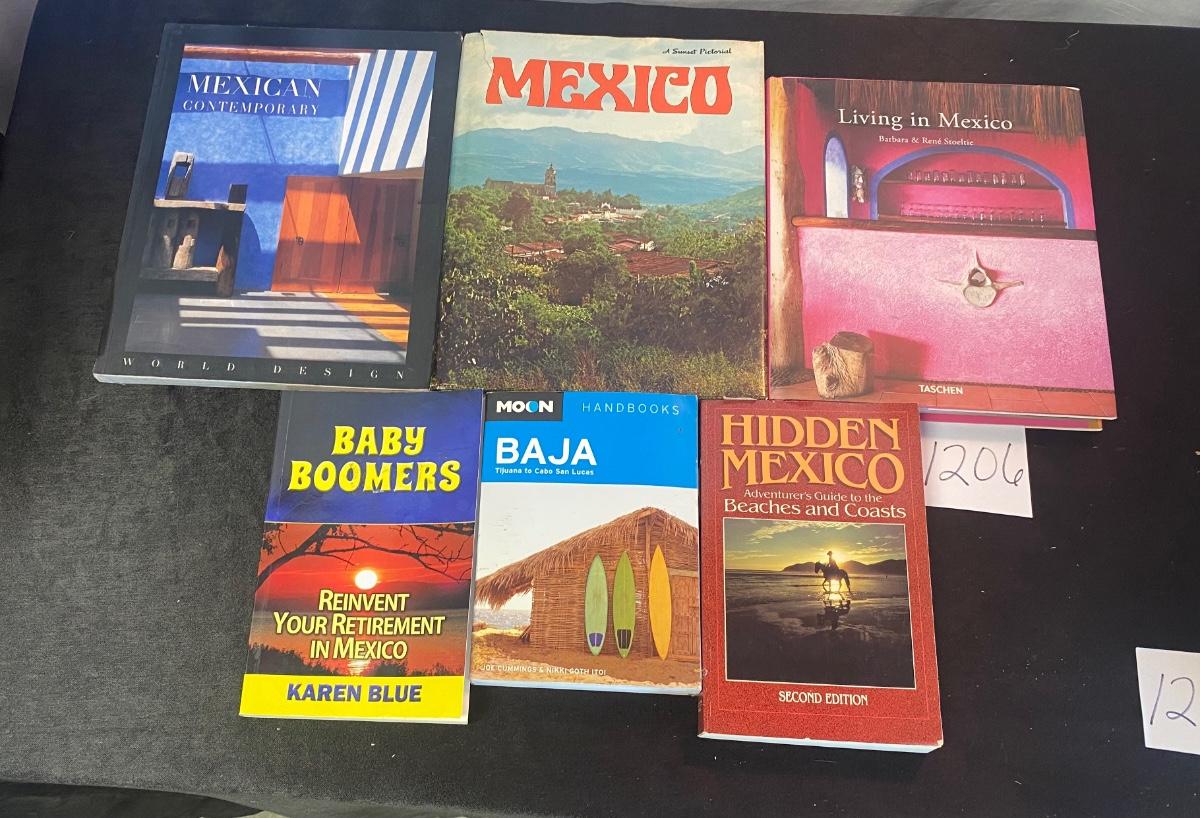 MEXICAN
CONTEMPORARY
WORLD DESIGN
A Sunset Pictorial
MEXICO
Living in Mexico
Barbara & René Stoeltie
TASCHEN
BABY
BOOMERS
REINVENT
YOUR RETIREMENT
IN MEXICO
KAREN BLUE
MOON HANDBOOKS
BAJA
Tijuana to Cabo San Lucas
JOE CUMMINGS & NIKKI GOTH ITOI
HIDDEN
MEXICO
Adventurer's Guide to the
Beaches and Coasts
SECOND EDITION
1206
12